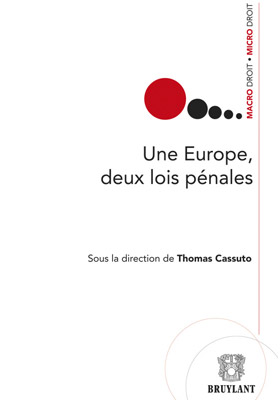 MACRO DROIT • MICRO DROIT
Une Europe,
deux lois pénales
Sous la direction de Thomas Cassuto
BRUYLANT